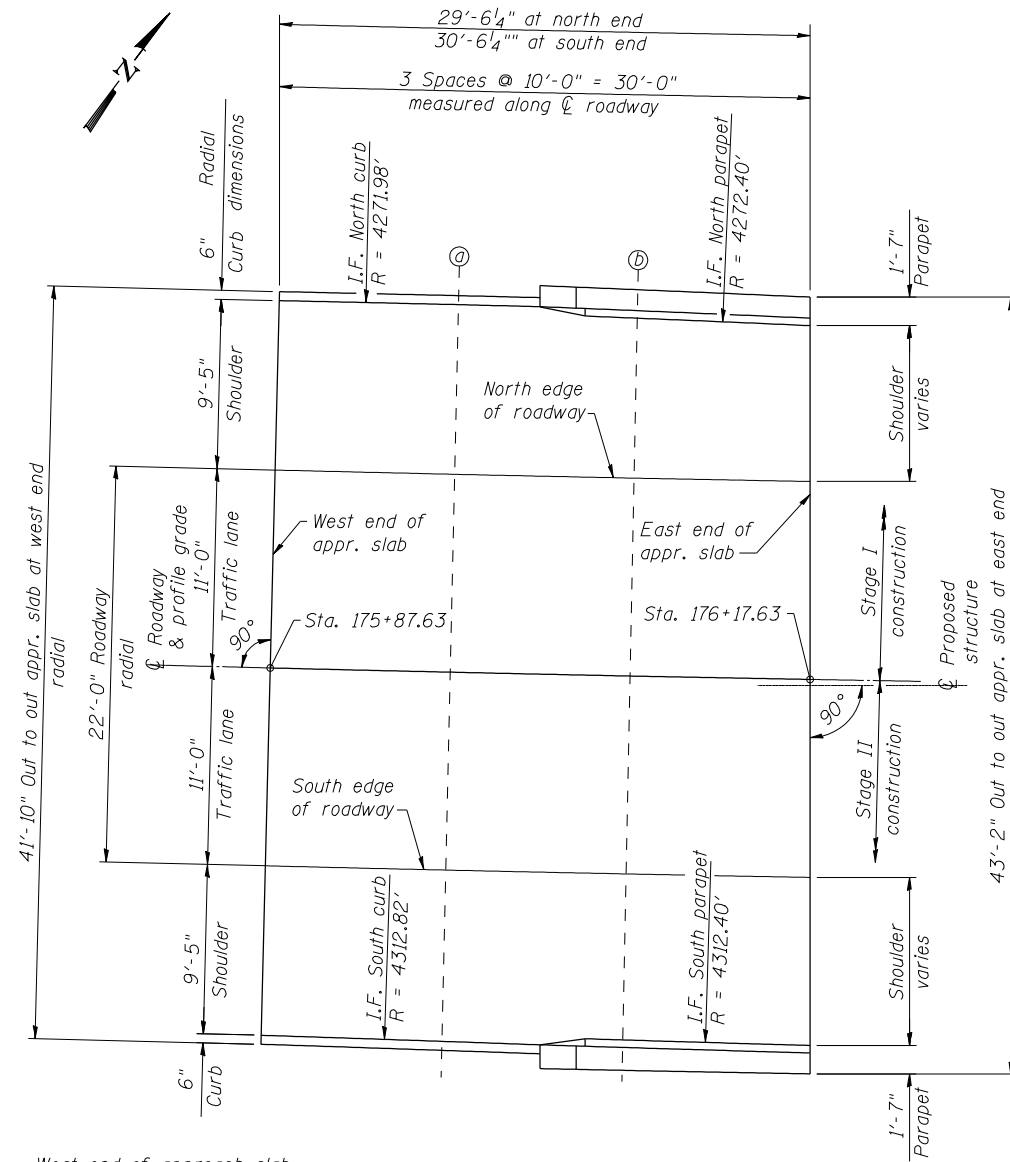 29'-6 1/4" at north end
30'-6 1/4"" at south end
3 Spaces @ 10'-0" = 30'-0"
measured along ℄ roadway
N
6" Radial
Curb dimensions
I.F. North curb
R = 4271.98'
a
b
I.F. North parapet
R = 4272.40'
1'-7"
Parapet
9'-5"
Shoulder
North edge
of roadway
Shoulder
varies
41'-10" Out to out appr. slab at west end
radial
22'-0" Roadway
radial
℄ Roadway
& profile grade
11'-0"
Traffic lane
West end of
appr. slab
East end of
appr. slab
Stage I
construction
90°
Sta. 175+87.63
Sta. 176+17.63
℄ Proposed
structure
43'-2" Out to out appr. slab at east end
90°
11'-0"
Traffic lane
South edge
of roadway
Stage II
construction
9'-5"
Shoulder
I.F. South curb
R = 4312.82'
I.F. South parapet
R = 4312.40'
Shoulder
varies
6"
Curb
1'-7"
Parapet